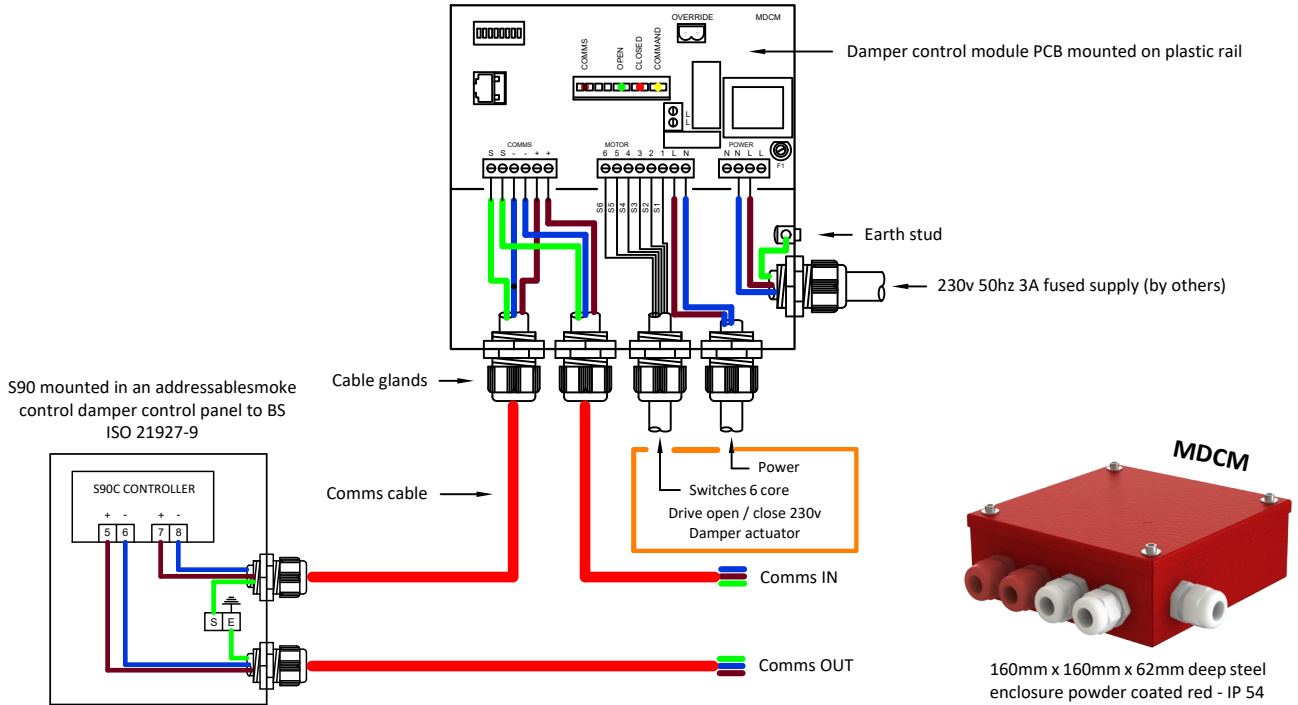 OVERRIDE
MDCM
COMMS
OPEN
CLOSED
COMMAND
Damper control module PCB mounted on plastic rail
L
L
COMMS
S S - - + +
MOTOR
6 5 4 3 2 1 L N
POWER
N N L L
F1
S6
S5
S4
S3
S2
S1
Earth stud
230v 50hz 3A fused supply (by others)
Cable glands
S90 mounted in an addressablesmoke
control damper control panel to BS
ISO 21927-9
S90C CONTROLLER
+ - + -
5 6 7 8
S E
Comms cable
Power
Switches 6 core
Drive open / close 230v
Damper actuator
Comms IN
Comms OUT
MDCM
160mm x 160mm x 62mm deep steel
enclosure powder coated red - IP 54